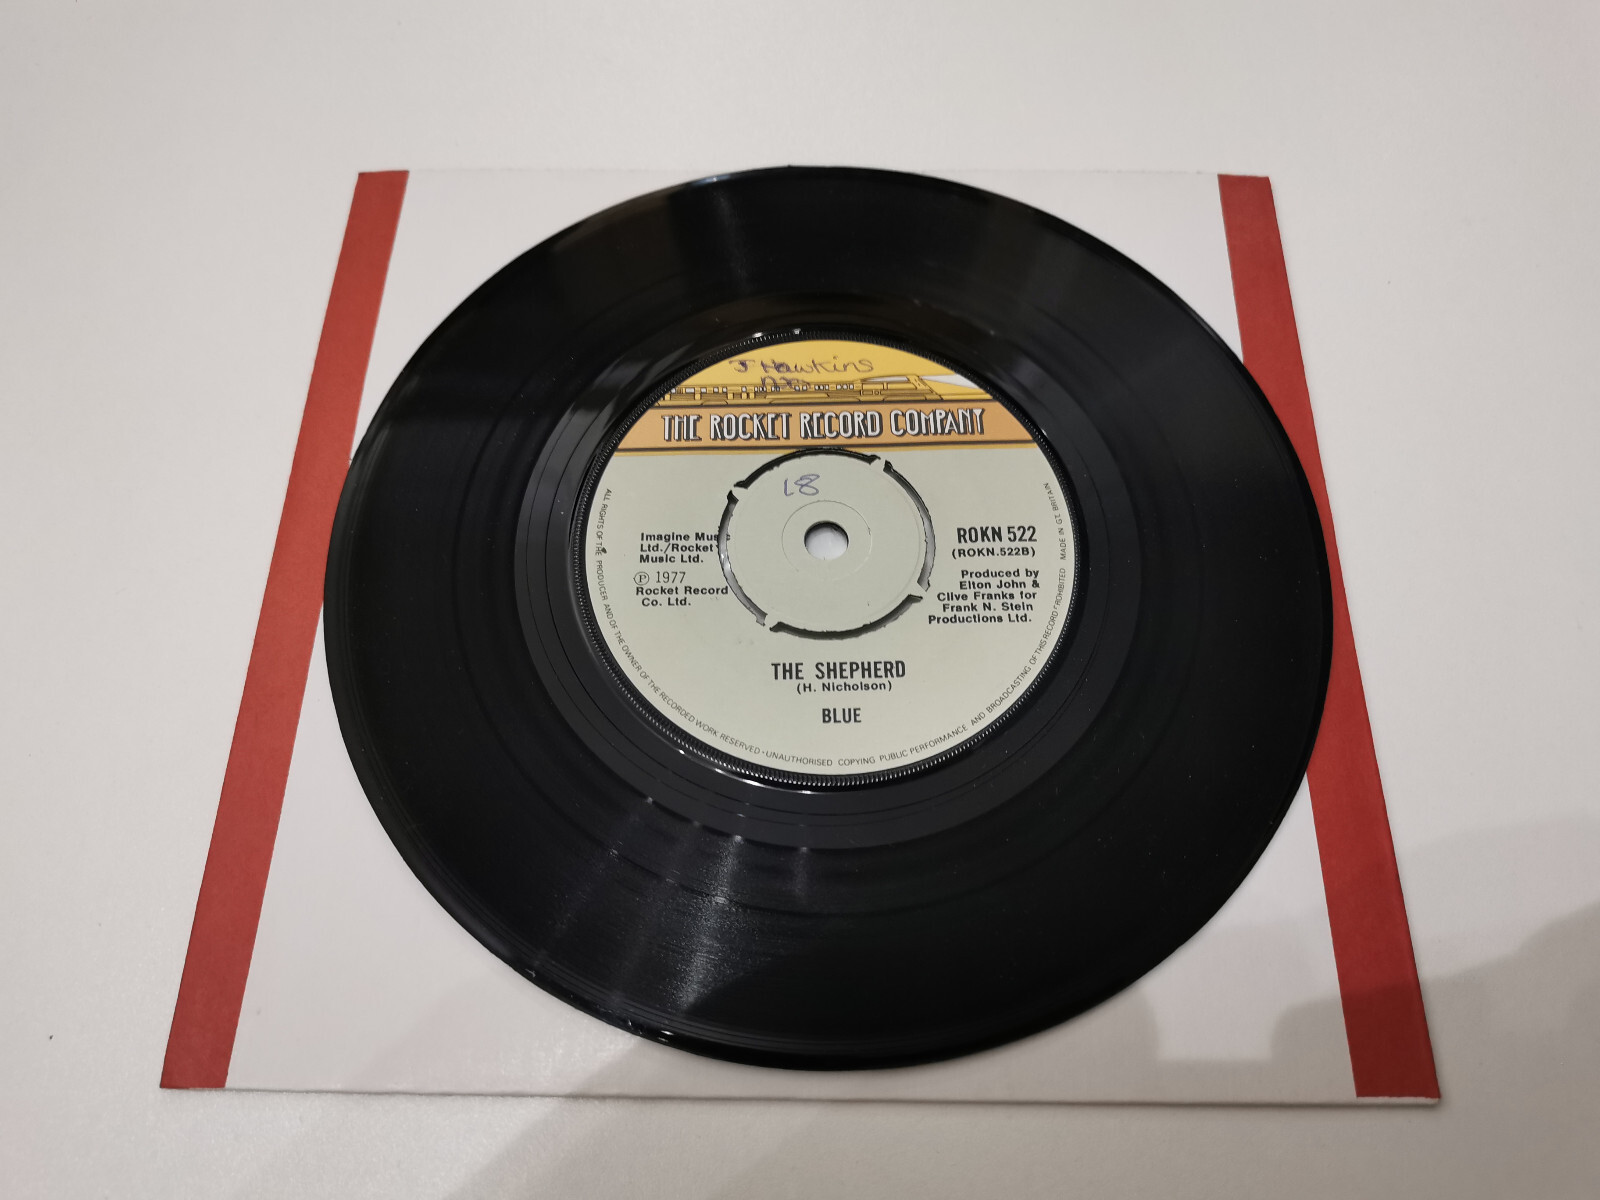 J Hawkins
THE ROCKET RECORD COMPANY
18
Imagine Mus
Ltd./Rocket
Music Ltd.
Ⓟ 1977
Rocket Record
Co. Ltd.
ROKN 522
(ROKN.522B)
Produced by
Elton John &
Clive Franks for
Frank N. Stein
Productions Ltd.
THE SHEPHERD
(H. Nicholson)
BLUE
ALL RIGHTS OF THE PRODUCER AND OF THE OWNER OF THE RECORDED WORK RESERVED · UNAUTHORISED COPYING PUBLIC PERFORMANCE AND BROADCASTING OF THIS RECORD PROHIBITED MADE IN GT BRITAIN